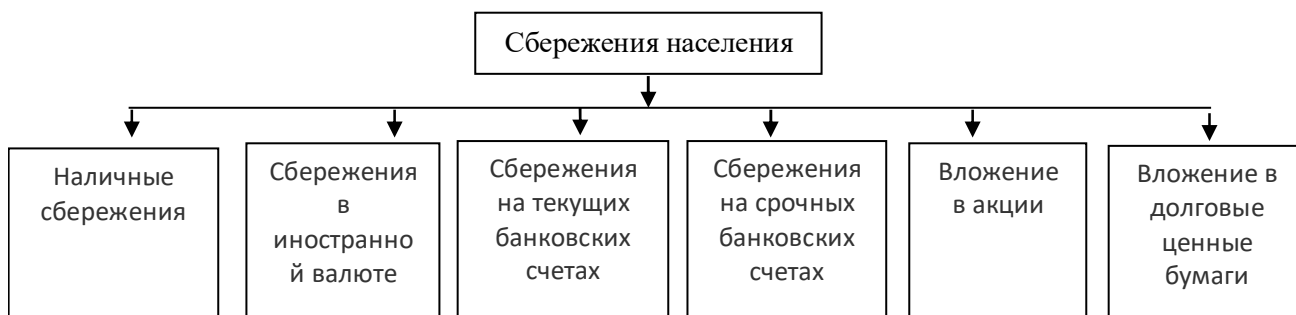 Сбережения населения
Наличные
сбережения
Сбережения
в
иностранно
й валюте
Сбережения
на текущих
банковских
счетах
Сбережения
на срочных
банковских
счетах
Вложение
в акции
Вложение в
долговые
ценные
бумаги